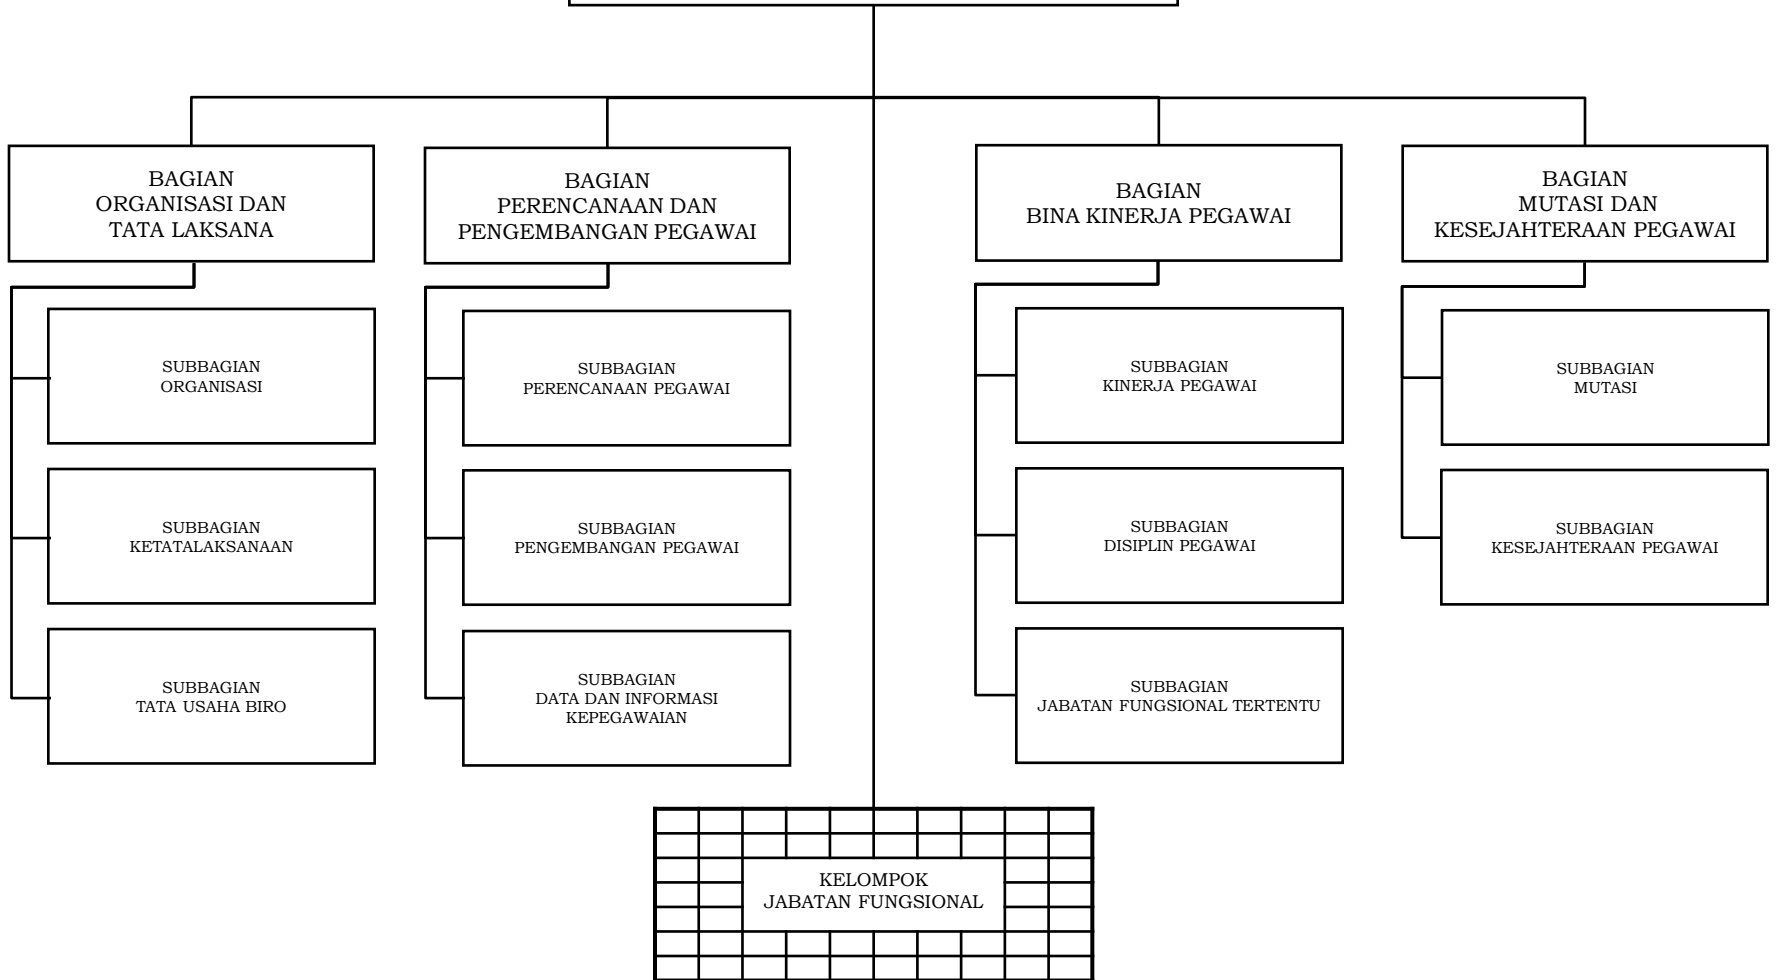 BAGIAN
ORGANISASI DAN
TATA LAKSANA
BAGIAN
PERENCANAAN DAN
PENGEMBANGAN PEGAWAI
BAGIAN
BINA KINERJA PEGAWAI
BAGIAN
MUTASI DAN
KESEJAHTERAAN PEGAWAI
SUBBAGIAN
ORGANISASI
SUBBAGIAN
PERENCANAAN PEGAWAI
SUBBAGIAN
KINERJA PEGAWAI
SUBBAGIAN
MUTASI
SUBBAGIAN
KETATALAKSANAAN
SUBBAGIAN
PENGEMBANGAN PEGAWAI
SUBBAGIAN
DISIPLIN PEGAWAI
SUBBAGIAN
KESEJAHTERAAN PEGAWAI
SUBBAGIAN
TATA USAHA BIRO
SUBBAGIAN
DATA DAN INFORMASI
KEPEGAWAIAN
SUBBAGIAN
JABATAN FUNGSIONAL TERTENTU
KELOMPOK
JABATAN FUNGSIONAL